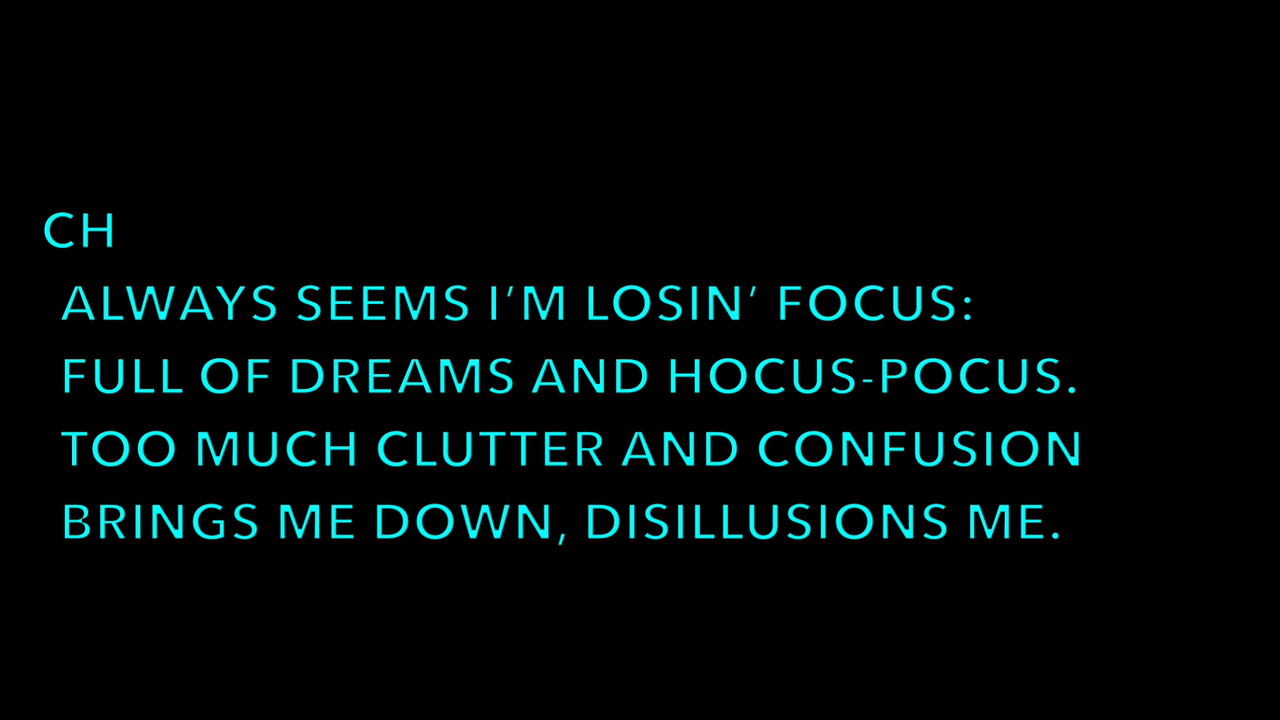 CH
ALWAYS SEEMS I’M LOSIN’ FOCUS:
FULL OF DREAMS AND HOCUS-POCUS.
TOO MUCH CLUTTER AND CONFUSION
BRINGS ME DOWN, DISILLUSIONS ME.